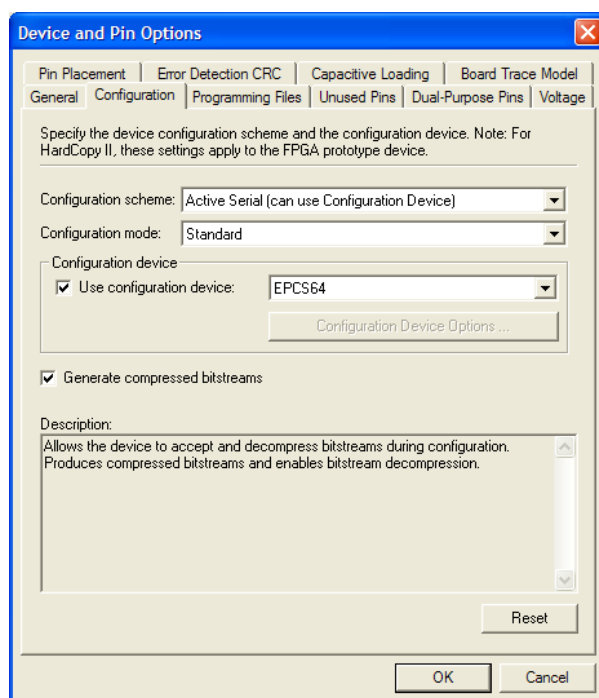 Device and Pin Options
Pin Placement Error Detection CRC Capacitive Loading Board Trace Model
General Configuration Programming Files Unused Pins Dual-Purpose Pins Voltage
Specify the device configuration scheme and the configuration device. Note: For
HardCopy II, these settings apply to the FPGA prototype device.
Configuration scheme: Active Serial (can use Configuration Device)
Configuration mode: Standard
Configuration device
Use configuration device: EPCS64
Configuration Device Options ...
Generate compressed bitstreams
Description:
Allows the device to accept and decompress bitstreams during configuration.
Produces compressed bitstreams and enables bitstream decompression.
Reset
OK Cancel